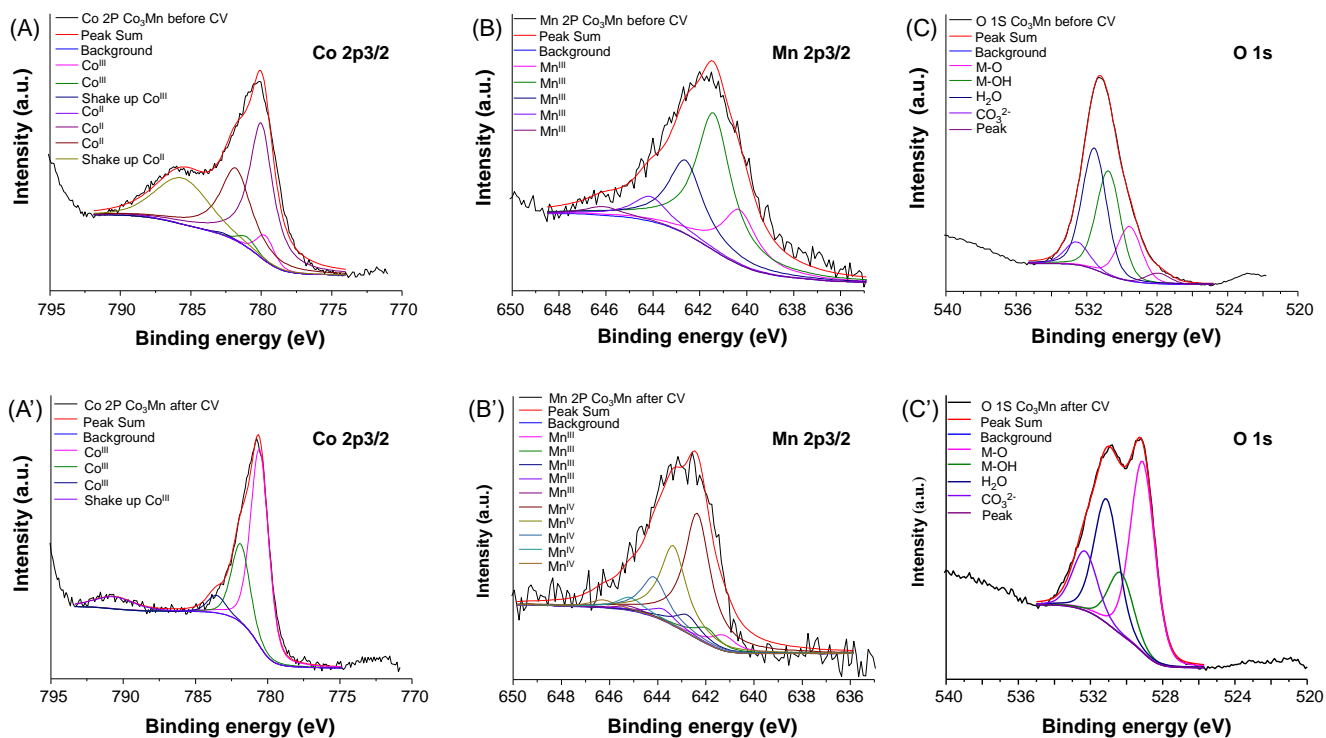 (A)
Co 2P Co₃Mn before CV
Peak Sum
Background
Coᴵᴵᴵ
Coᴵᴵᴵ
Shake up Coᴵᴵᴵ
Coᴵᴵ
Coᴵᴵ
Coᴵᴵ
Shake up Coᴵᴵ
Co 2p3/2
Intensity (a.u.)
795 790 785 780 775 770
Binding energy (eV)
(B)
Mn 2P Co₃Mn before CV
Peak Sum
Background
Mnᴵᴵᴵ
Mnᴵᴵᴵ
Mnᴵᴵᴵ
Mnᴵᴵᴵ
Mnᴵᴵᴵ
Mn 2p3/2
Intensity (a.u.)
650 648 646 644 642 640 638 636
Binding energy (eV)
(C)
O 1S Co₃Mn before CV
Peak Sum
Background
M-O
M-OH
H₂O
CO₃²⁻
Peak
O 1s
Intensity (a.u.)
540 536 532 528 524 520
Binding energy (eV)
(A’)
Co 2P Co₃Mn after CV
Peak Sum
Background
Coᴵᴵᴵ
Coᴵᴵᴵ
Coᴵᴵᴵ
Shake up Coᴵᴵᴵ
Co 2p3/2
Intensity (a.u.)
795 790 785 780 775 770
Binding energy (eV)
(B’)
Mn 2P Co₃Mn after CV
Peak Sum
Background
Mnᴵᴵᴵ
Mnᴵᴵᴵ
Mnᴵᴵᴵ
Mnᴵᴵᴵ
Mnᴵᴵᴵ
Mnᴵⱽ
Mnᴵⱽ
Mnᴵⱽ
Mnᴵⱽ
Mnᴵⱽ
Mn 2p3/2
Intensity (a.u.)
650 648 646 644 642 640 638 636
Binding energy (eV)
(C’)
O 1S Co₃Mn after CV
Peak Sum
Background
M-O
M-OH
H₂O
CO₃²⁻
Peak
O 1s
Intensity (a.u.)
540 536 532 528 524 520
Binding energy (eV)